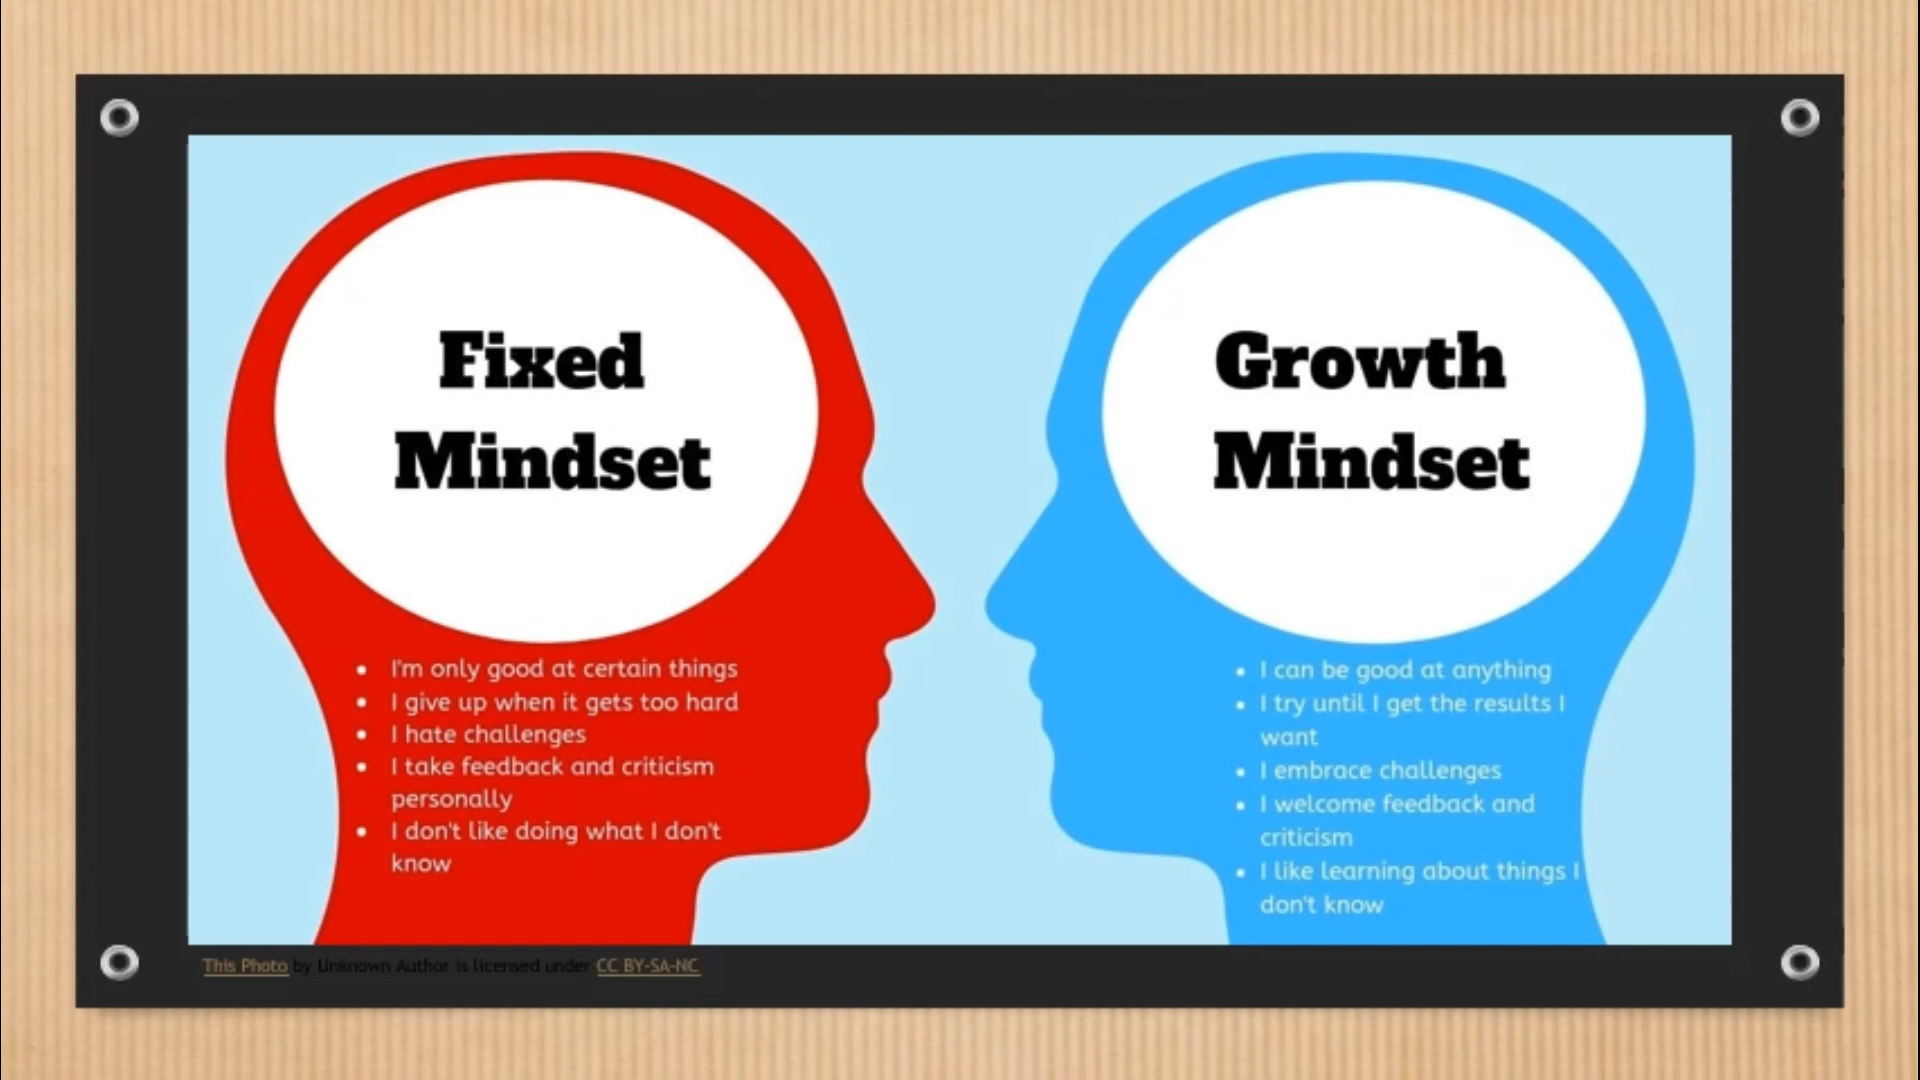 Fixed
Mindset
I'm only good at certain things
I give up when it gets too hard
I hate challenges
I take feedback and criticism
personally
I don't like doing what I don't
know
Growth
Mindset
I can be good at anything
I try until I get the results I
want
I embrace challenges
I welcome feedback and
criticism
I like learning about things I
don't know
This Photo by Unknown Author is licensed under CC BY-SA-NC